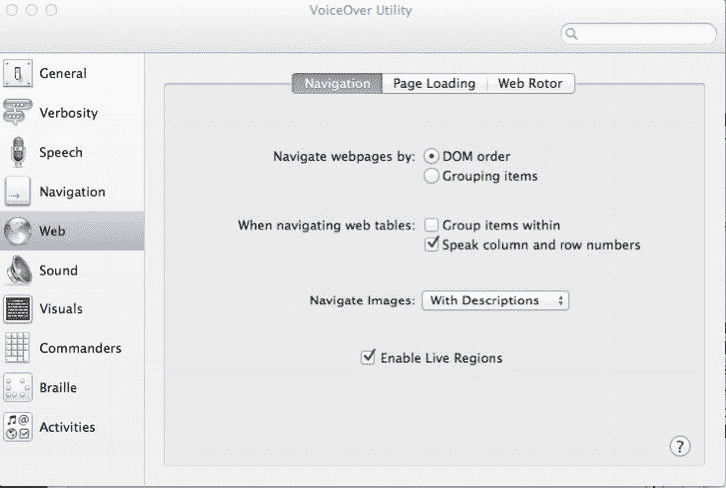 VoiceOver Utility
General
Verbosity
Speech
Navigation
Web
Sound
Visuals
Commanders
Braille
Activities
Navigation Page Loading Web Rotor
Navigate webpages by: DOM order
Grouping items
When navigating web tables: Group items within
Speak column and row numbers
Navigate Images: With Descriptions
Enable Live Regions
?